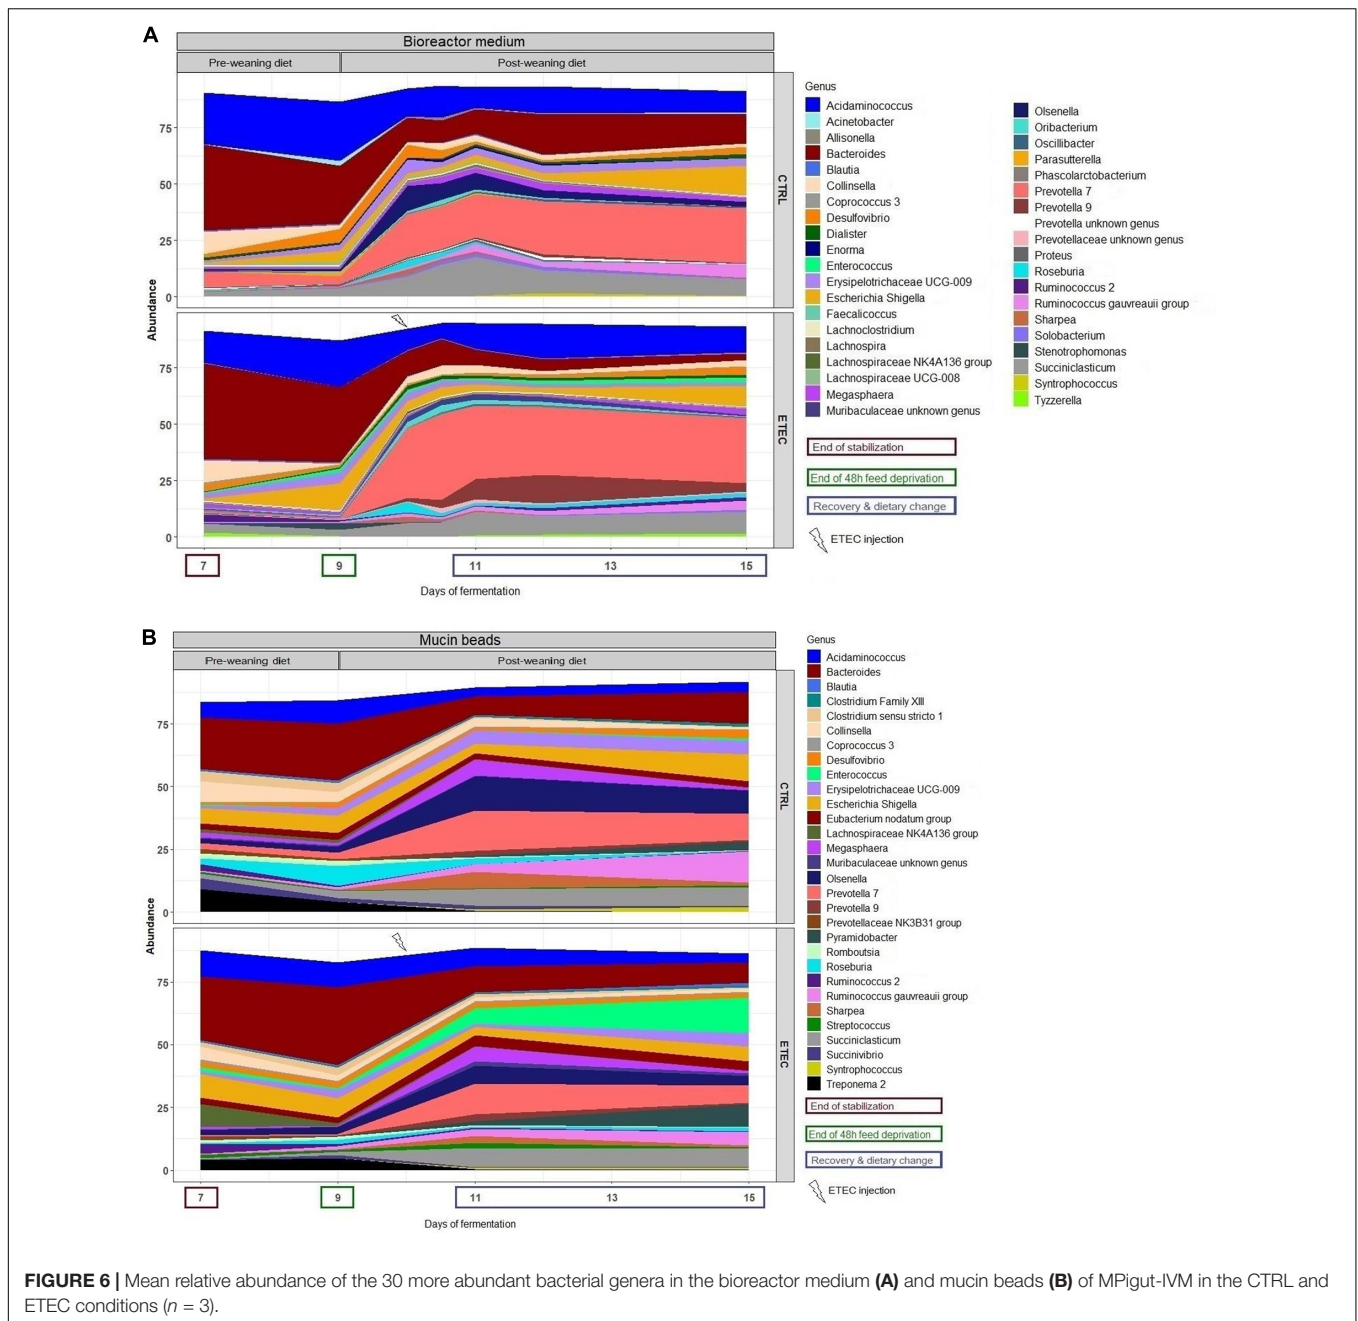 A
Bioreactor medium
Pre-weaning diet
Post-weaning diet
75
50
25
0
CTRL
75
50
25
0
ETEC
Abundance
7
9
11
13
15
Days of fermentation
Genus
Acidaminococcus
Acinetobacter
Allisonella
Bacteroides
Blautia
Collinsella
Coprococcus 3
Desulfovibrio
Dialister
Enorma
Enterococcus
Erysipelotrichaceae UCG-009
Escherichia Shigella
Faecalicoccus
Lachnoclostridium
Lachnospira
Lachnospiraceae NK4A136 group
Lachnospiraceae UCG-008
Megasphaera
Muribaculaceae unknown genus
Olsenella
Oribacterium
Oscillibacter
Parasutterella
Phascolarctobacterium
Prevotella 7
Prevotella 9
Prevotella unknown genus
Prevotellaceae unknown genus
Proteus
Roseburia
Ruminococcus 2
Ruminococcus gauvreauii group
Sharpea
Solobacterium
Stenotrophomonas
Succiniclasticum
Syntrophococcus
Tyzzerella
End of stabilization
End of 48h feed deprivation
Recovery & dietary change
ETEC injection
B
Mucin beads
Pre-weaning diet
Post-weaning diet
75
50
25
0
CTRL
75
50
25
0
ETEC
Abundance
7
9
11
13
15
Days of fermentation
Genus
Acidaminococcus
Bacteroides
Blautia
Clostridium Family XIII
Clostridium sensu stricto 1
Collinsella
Coprococcus 3
Desulfovibrio
Enterococcus
Erysipelotrichaceae UCG-009
Escherichia Shigella
Eubacterium nodatum group
Lachnospiraceae NK4A136 group
Megasphaera
Muribaculaceae unknown genus
Olsenella
Prevotella 7
Prevotella 9
Prevotellaceae NK3B31 group
Pyramidobacter
Romboutsia
Roseburia
Ruminococcus 2
Ruminococcus gauvreauii group
Sharpea
Streptococcus
Succiniclasticum
Succinivibrio
Syntrophococcus
Treponema 2
End of stabilization
End of 48h feed deprivation
Recovery & dietary change
ETEC injection
FIGURE 6 | Mean relative abundance of the 30 more abundant bacterial genera in the bioreactor medium (A) and mucin beads (B) of MPigut-IVM in the CTRL and
ETEC conditions (n = 3).